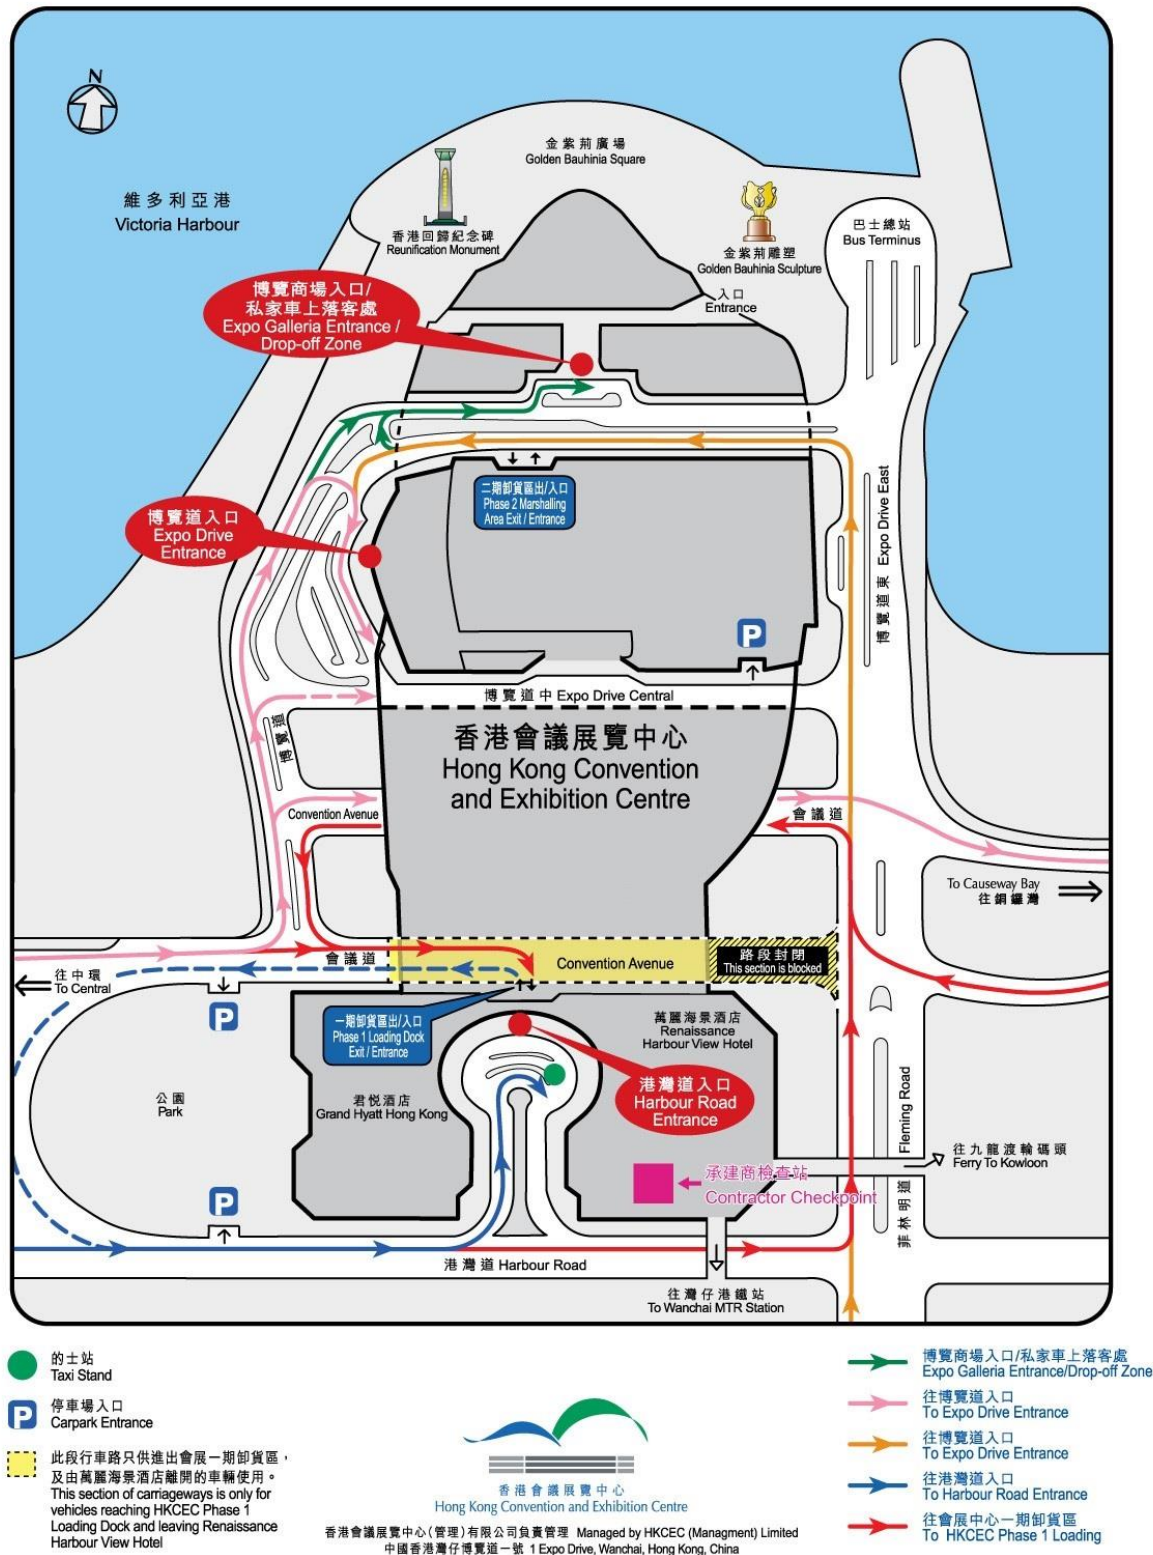 N
維多利亞港
Victoria Harbour
金紫荊廣場
Golden Bauhinia Square
香港回歸紀念碑
Reunification Monument
金紫荊雕塑
Golden Bauhinia Sculpture
巴士總站
Bus Terminus
入口
Entrance
博覽商場入口/
私家車上落客處
Expo Galleria Entrance /
Drop-off Zone
博覽道入口
Expo Drive
Entrance
二期卸貨區出/入口
Phase 2 Marshalling
Area Exit / Entrance
博覽道東 Expo Drive East
P
博覽道中 Expo Drive Central
博覽道
香港會議展覽中心
Hong Kong Convention
and Exhibition Centre
Convention Avenue
會議道
To Causeway Bay
往銅鑼灣
會議道
Convention Avenue
路段封閉
This section is blocked
往中環
To Central
P
一期卸貨區出/入口
Phase 1 Loading Dock
Exit / Entrance
萬麗海景酒店
Renaissance
Harbour View Hotel
港灣道入口
Harbour Road
Entrance
公園
Park
君悅酒店
Grand Hyatt Hong Kong
菲林明道 Fleming Road
往九龍渡輪碼頭
Ferry To Kowloon
承建商檢查站
Contractor Checkpoint
P
港灣道 Harbour Road
往灣仔港鐵站
To Wanchai MTR Station
的士站
Taxi Stand
P
停車場入口
Carpark Entrance
此段行車路只供進出會展一期卸貨區，
及由萬麗海景酒店離開的車輛使用。
This section of carriageways is only for
vehicles reaching HKCEC Phase 1
Loading Dock and leaving Renaissance
Harbour View Hotel
香港會議展覽中心
Hong Kong Convention and Exhibition Centre
香港會議展覽中心(管理)有限公司負責管理 Managed by HKCEC (Managment) Limited
中國香港灣仔博覽道一號 1 Expo Drive, Wanchai, Hong Kong, China
博覽商場入口/私家車上落客處
Expo Galleria Entrance/Drop-off Zone
往博覽道入口
To Expo Drive Entrance
往博覽道入口
To Expo Drive Entrance
往港灣道入口
To Harbour Road Entrance
往會展中心一期卸貨區
To HKCEC Phase 1 Loading